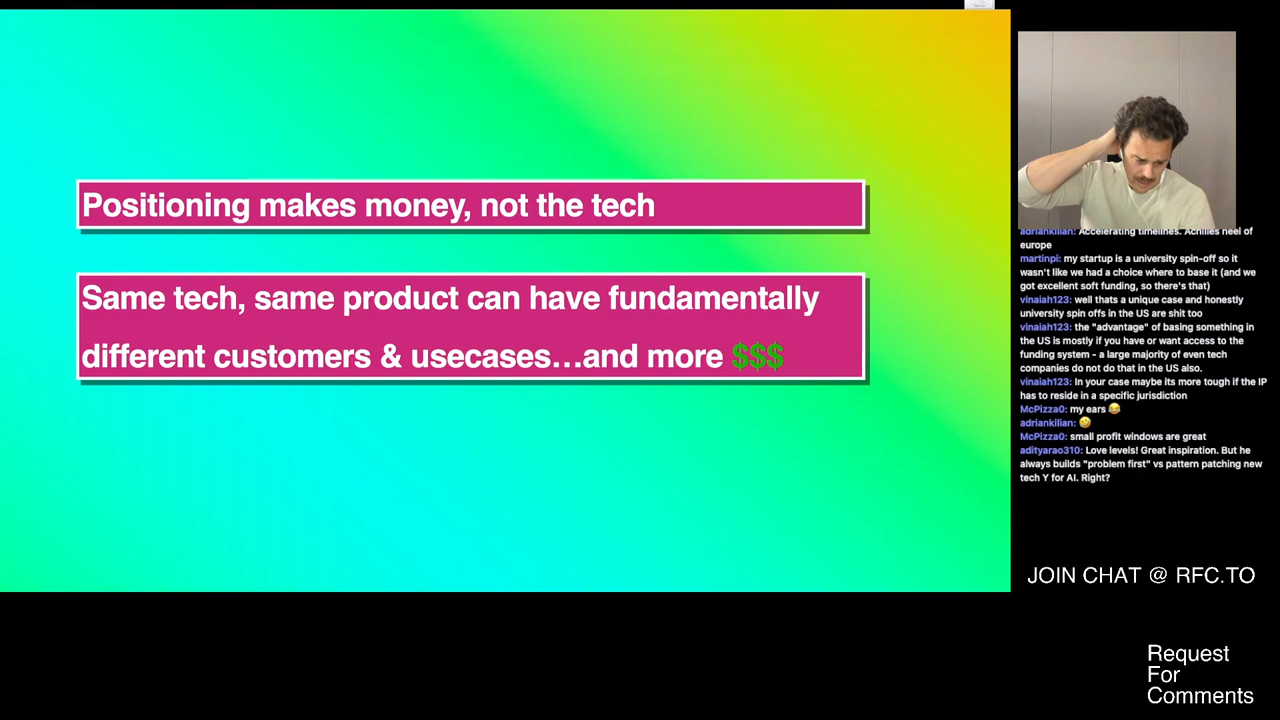 Positioning makes money, not the tech
Same tech, same product can have fundamentally
different customers & usecases...and more $$$
adriankilian: Accelerating timelines. Achilles heel of
europe
martinpi: my startup is a university spin-off so it
wasn't like we had a choice where to base it (and we
got excellent soft funding, so there's that)
vinaiah123: well thats a unique case and honestly
university spin offs in the US are shit too
vinaiah123: the "advantage" of basing something in
the US is mostly if you have or want access to the
funding system - a large majority of even tech
companies do not do that in the US also.
vinaiah123: In your case maybe its more tough if the IP
has to reside in a specific jurisdiction
McPizza0: my ears 😂
adriankilian: 🤣
McPizza0: small profit windows are great
adityarao310: Love levels! Great inspiration. But he
always builds "problem first" vs pattern patching new
tech Y for AI. Right?
JOIN CHAT @ RFC.TO
Request
For
Comments